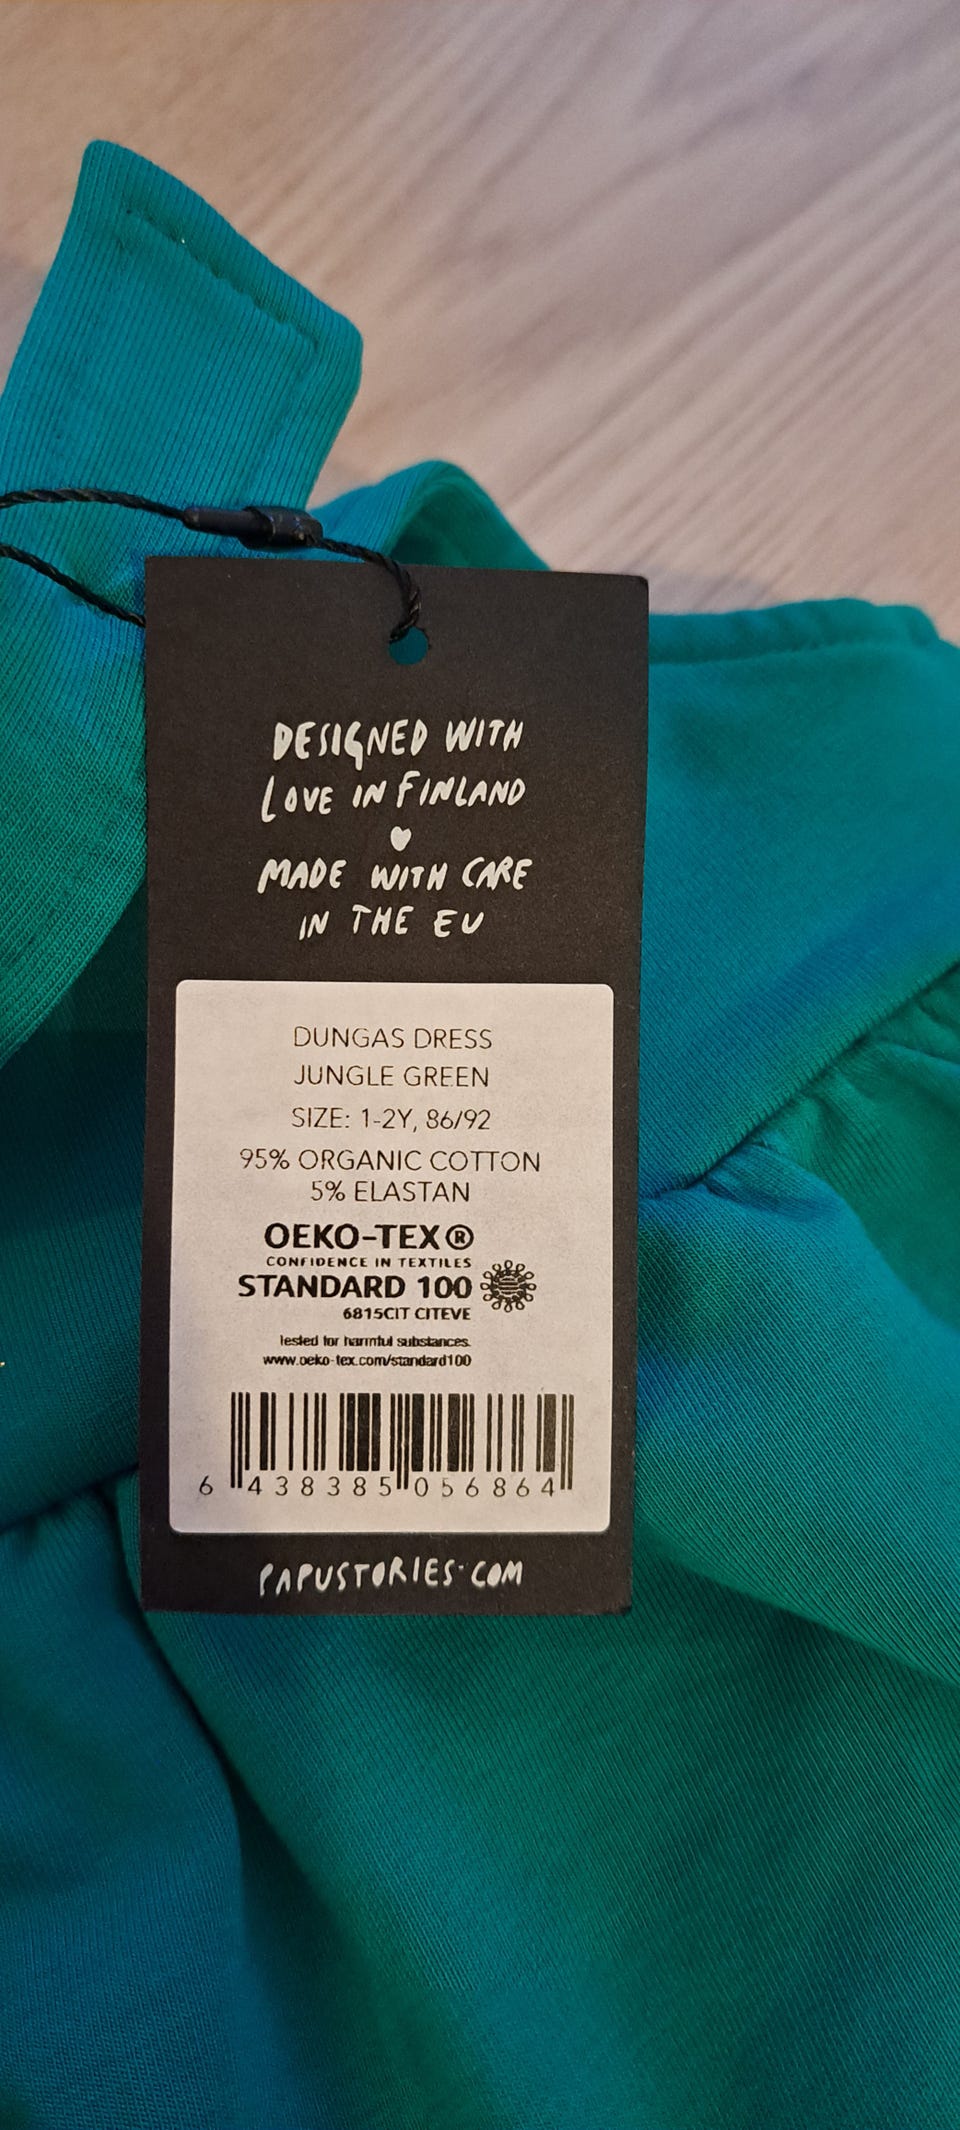 DESIGNED WITH
LOVE IN FINLAND
MADE WITH CARE
IN THE EU
DUNGAS DRESS
JUNGLE GREEN
SIZE: 1-2Y, 86/92
95% ORGANIC COTTON
5% ELASTAN
OEKO-TEX®
CONFIDENCE IN TEXTILES
STANDARD 100
6815CIT CITEVE
Tested for harmful substances.
www.oeko-tex.com/standard100
6 438385 056864
PAPUSTORIES.COM